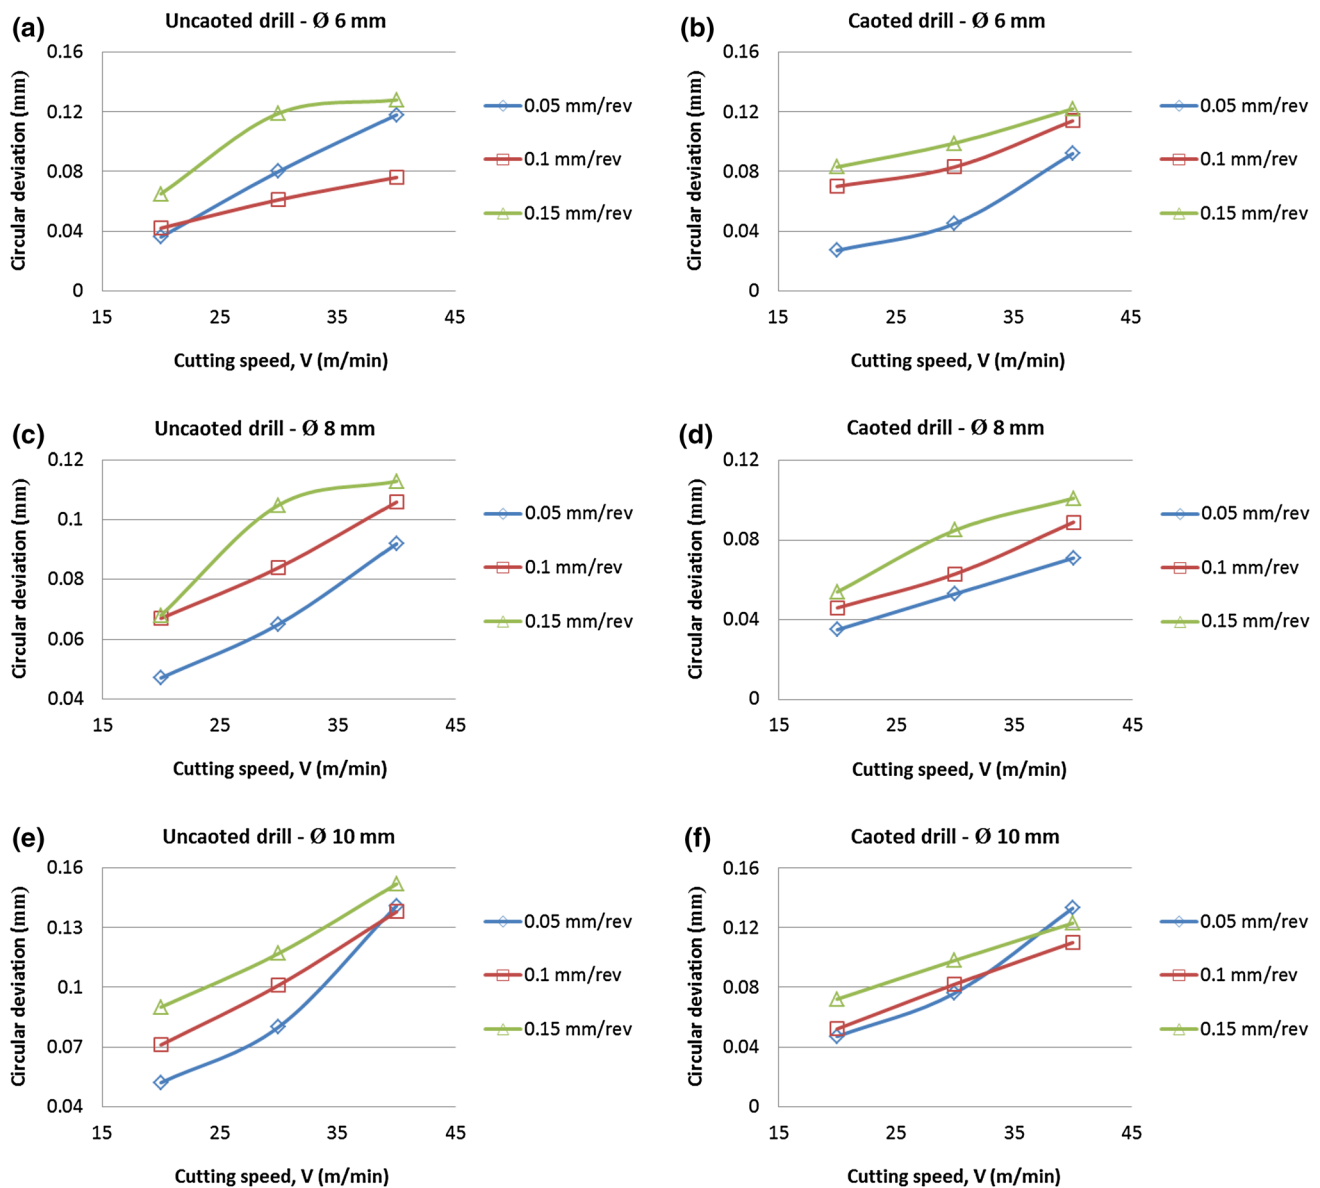 (a)
Uncaoted drill - Ø 6 mm
Circular deviation (mm)
0.16
0.12
0.08
0.04
0
15
25
35
45
Cutting speed, V (m/min)
0.05 mm/rev
0.1 mm/rev
0.15 mm/rev
(b)
Caoted drill - Ø 6 mm
Circular deviation (mm)
0.16
0.12
0.08
0.04
0
15
25
35
45
Cutting speed, V (m/min)
0.05 mm/rev
0.1 mm/rev
0.15 mm/rev
(c)
Uncaoted drill - Ø 8 mm
Circular deviation (mm)
0.12
0.1
0.08
0.06
0.04
15
25
35
45
Cutting speed, V (m/min)
0.05 mm/rev
0.1 mm/rev
0.15 mm/rev
(d)
Caoted drill - Ø 8 mm
Circular deviation (mm)
0.12
0.08
0.04
0
15
25
35
45
Cutting speed, V (m/min)
0.05 mm/rev
0.1 mm/rev
0.15 mm/rev
(e)
Uncaoted drill - Ø 10 mm
Circular deviation (mm)
0.16
0.13
0.1
0.07
0.04
15
25
35
45
Cutting speed, V (m/min)
0.05 mm/rev
0.1 mm/rev
0.15 mm/rev
(f)
Caoted drill - Ø 10 mm
Circular deviation (mm)
0.16
0.12
0.08
0.04
0
15
25
35
45
Cutting speed, V (m/min)
0.05 mm/rev
0.1 mm/rev
0.15 mm/rev